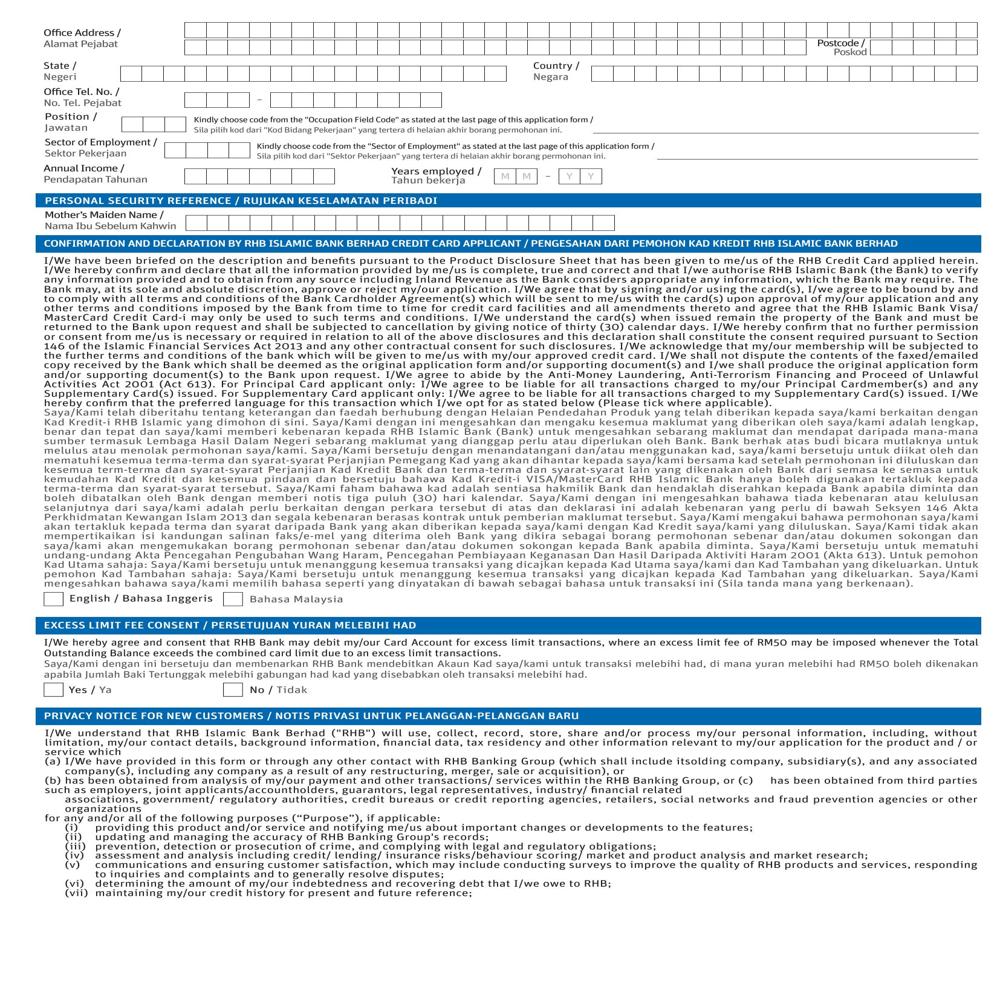 Office Address /
Alamat Pejabat
Postcode /
Poskod
State /
Negeri
Country /
Negara
Office Tel. No. /
No. Tel. Pejabat
–
Position /
Jawatan
Kindly choose code from the "Occupation Field Code" as stated at the last page of this application form /
Sila pilih kod dari "Kod Bidang Pekerjaan" yang tertera di helaian akhir borang permohonan ini.
Sector of Employment /
Sektor Pekerjaan
Kindly choose code from the "Sector of Employment" as stated at the last page of this application form /
Sila pilih kod dari "Sektor Pekerjaan" yang tertera di helaian akhir borang permohonan ini.
Annual Income /
Pendapatan Tahunan
Years employed /
Tahun bekerja
M M – Y Y
PERSONAL SECURITY REFERENCE / RUJUKAN KESELAMATAN PERIBADI
Mother's Maiden Name /
Nama Ibu Sebelum Kahwin
CONFIRMATION AND DECLARATION BY RHB ISLAMIC BANK BERHAD CREDIT CARD APPLICANT / PENGESAHAN DARI PEMOHON KAD KREDIT RHB ISLAMIC BANK BERHAD
I/We have been briefed on the description and benefits pursuant to the Product Disclosure Sheet that has been given to me/us of the RHB Credit Card applied herein.
I/We hereby confirm and declare that all the information provided by me/us is complete, true and correct and that I/We authorise RHB Islamic Bank (the Bank) to verify
any information provided and to obtain from any source including Inland Revenue as the Bank considers appropriate any information, which the Bank may require. The
Bank may, at its sole and absolute discretion, approve or reject my/our application. I/We agree that by signing and/or using the card(s), I/we agree to be bound by and
to comply with all terms and conditions of the Bank Cardholder Agreement(s) which will be sent to me/us with the card(s) upon approval of my/our application and any
other terms and conditions imposed by the Bank from time to time for credit card facilities and all amendments thereto and agree that the RHB Islamic Bank Visa/
MasterCard Credit Card-i may only be used to such terms and conditions. I/We understand the card(s) when issued remain the property of the Bank and must be
returned to the Bank upon request and shall be subjected to cancellation by giving notice of thirty (30) calendar days. I/We hereby confirm that no further permission
or consent from me/us is necessary or required in relation to all of the above disclosures and this declaration shall constitute the consent required pursuant to Section
146 of the Islamic Financial Services Act 2013 and any other contractual consent for such disclosures. I/We acknowledge that my/our membership will be subjected to
the further terms and conditions of the bank which will be given to me/us with my/our approved credit card. I/We shall not dispute the contents of the faxed/emailed
copy received by the Bank which shall be deemed as the original application form and/or supporting document(s) and I/We shall produce the original application form
and/or supporting document(s) to the Bank upon request. I/We agree to abide by the Anti-Money Laundering, Anti-Terrorism Financing and Proceed of Unlawful
Activities Act 2001 (Act 613). For Principal Card applicant only: I/We agree to be liable for all transactions charged to my/our Principal Cardmember(s) and any
Supplementary Card(s) issued. For Supplementary Card applicant only: I/We agree to be liable for all transactions charged to my Supplementary Card(s) issued. I/We
hereby confirm that the preferred language for this transaction which I/we opt for as stated below (Please tick where applicable).
Saya/Kami telah diberitahu tentang keterangan dan faedah berhubung dengan Helaian Pendedahan Produk yang telah diberikan kepada saya/kami berkaitan dengan
Kad Kredit-i RHB Islamic yang dimohon di sini. Saya/Kami dengan ini mengesahkan dan mengaku kesemua maklumat yang diberikan oleh saya/kami adalah lengkap,
benar dan tepat dan saya/kami memberi kebenaran kepada RHB Islamic Bank (Bank) untuk mengesahkan sebarang maklumat dan mendapat daripada mana-mana
sumber termasuk Lembaga Hasil Dalam Negeri sebarang maklumat yang dianggap perlu atau diperlukan oleh Bank. Bank berhak atas budi bicara mutlaknya untuk
melulus atau menolak permohonan saya/kami. Saya/Kami bersetuju dengan menandatangani dan/atau menggunakan kad, saya/kami bersetuju untuk diikat oleh dan
mematuhi kesemua terma-terma dan syarat-syarat Perjanjian Pemegang Kad yang akan dihantar kepada saya/kami bersama kad setelah permohonan ini diluluskan dan
kesemua term-terma dan syarat-syarat Perjanjian Kad Kredit Bank dan terma-terma dan syarat-syarat lain yang dikenakan oleh Bank dari semasa ke semasa untuk
kemudahan Kad Kredit dan kesemua pindaan dan bersetuju bahawa Kad Kredit-i VISA/MasterCard RHB Islamic Bank hanya boleh digunakan tertakluk kepada
terma-terma dan syarat-syarat tersebut. Saya/Kami faham bahawa kad adalah sentiasa hakmilik Bank dan hendaklah diserahkan kepada Bank apabila diminta dan
boleh dibatalkan oleh Bank dengan memberi notis tiga puluh (30) hari kalendar. Saya/Kami dengan ini mengesahkan bahawa tiada kebenaran atau kelulusan
selanjutnya dari saya/kami adalah perlu berkaitan dengan perkara tersebut di atas dan deklarasi ini adalah kebenaran yang perlu di bawah Seksyen 146 Akta
Perkhidmatan Kewangan Islam 2013 dan segala kebenaran berasas kontrak untuk pemberian maklumat tersebut. Saya/Kami mengakui bahawa permohonan saya/kami
tertakluk kepada terma dan syarat daripada Bank yang akan diberikan kepada saya/kami dengan Kad Kredit saya/kami yang diluluskan. Saya/Kami tidak akan
mempertikaikan isi kandungan salinan faks/e-mel yang diterima oleh Bank yang dikira sebagai borang permohonan sebenar dan/atau dokumen sokongan dan
saya/kami akan mengemukakan borang permohonan sebenar dan/atau dokumen sokongan kepada Bank apabila diminta. Saya/Kami bersetuju untuk mematuhi
undang-undang Akta Pencegahan Pengubahan Wang Haram, Pencegahan Pembiayaan Keganasan Dan Hasil Daripada Aktiviti Haram 2001 (Akta 613). Untuk Pemohon
Kad Utama sahaja: Saya/Kami bersetuju untuk menanggung kesemua transaksi yang dicajkan kepada Kad Utama saya/kami dan Kad Tambahan yang dikeluarkan. Untuk
pemohon Kad Tambahan sahaja: Saya/Kami bersetuju untuk menanggung kesemua transaksi yang dicajkan kepada Kad Tambahan yang dikeluarkan. Saya/Kami
mengesahkan bahawa saya/kami memilih bahasa seperti yang dinyatakan di bawah sebagai bahasa untuk transaksi ini (Sila tanda mana yang berkenaan).
English / Bahasa Inggeris Bahasa Malaysia
EXCESS LIMIT FEE CONSENT / PERSETUJUAN YURAN MELEBIHI HAD
I/We hereby agree and consent that RHB Bank may debit my/our Card Account for excess limit transactions, where an excess limit fee of RM50 may be imposed whenever the Total
Outstanding Balance exceeds the combined card limit due to an excess limit transactions.
Saya/Kami dengan ini bersetuju dan membenarkan RHB Bank mendebitkan Akaun Kad saya/kami untuk transaksi melebihi had, di mana yuran melebihi had RM50 boleh dikenakan
apabila Jumlah Baki Tertunggak melebihi gabungan had kad yang disebabkan oleh transaksi melebihi had.
Yes / Ya No / Tidak
PRIVACY NOTICE FOR NEW CUSTOMERS / NOTIS PRIVASI UNTUK PELANGGAN-PELANGGAN BARU
I/We understand that RHB Islamic Bank Berhad ("RHB") will use, collect, record, store, share and/or process my/our personal information, including, without
limitation, my/our contact details, background information, financial data, tax residency and other information relevant to my/our application for the product and / or
service which
(a) I/We have provided in this form or through any other contact with RHB Banking Group (which shall include itsolding company, subsidiary(s), and any associated
company(s), including any company as a result of any restructuring, merger, sale or acquisition), or
(b) has been obtained from analysis of my/our payment and other transactions/ services within the RHB Banking Group, or (c) has been obtained from third parties
such as employers, joint applicants/accountholders, guarantors, legal representatives, industry/ financial related
associations, government/ regulatory authorities, credit bureaus or credit reporting agencies, retailers, social networks and fraud prevention agencies or other
organizations
for any and/or all of the following purposes (“Purpose”), if applicable:
(i) providing this product and/or service and notifying me/us about important changes or developments to the features;
(ii) updating and managing the accuracy of RHB Banking Group's records;
(iii) prevention, detection or prosecution of crime, and complying with legal and regulatory obligations;
(iv) assessment and analysis including credit/ lending/ insurance risks/behaviour scoring/ market and product analysis and market research;
(v) communications and ensuring customer satisfaction, which may include conducting surveys to improve the quality of RHB products and services, responding
to inquiries and complaints and to generally resolve disputes;
(vi) determining the amount of my/our indebtedness and recovering debt that I/we owe to RHB;
(vii) maintaining my/our credit history for present and future reference;